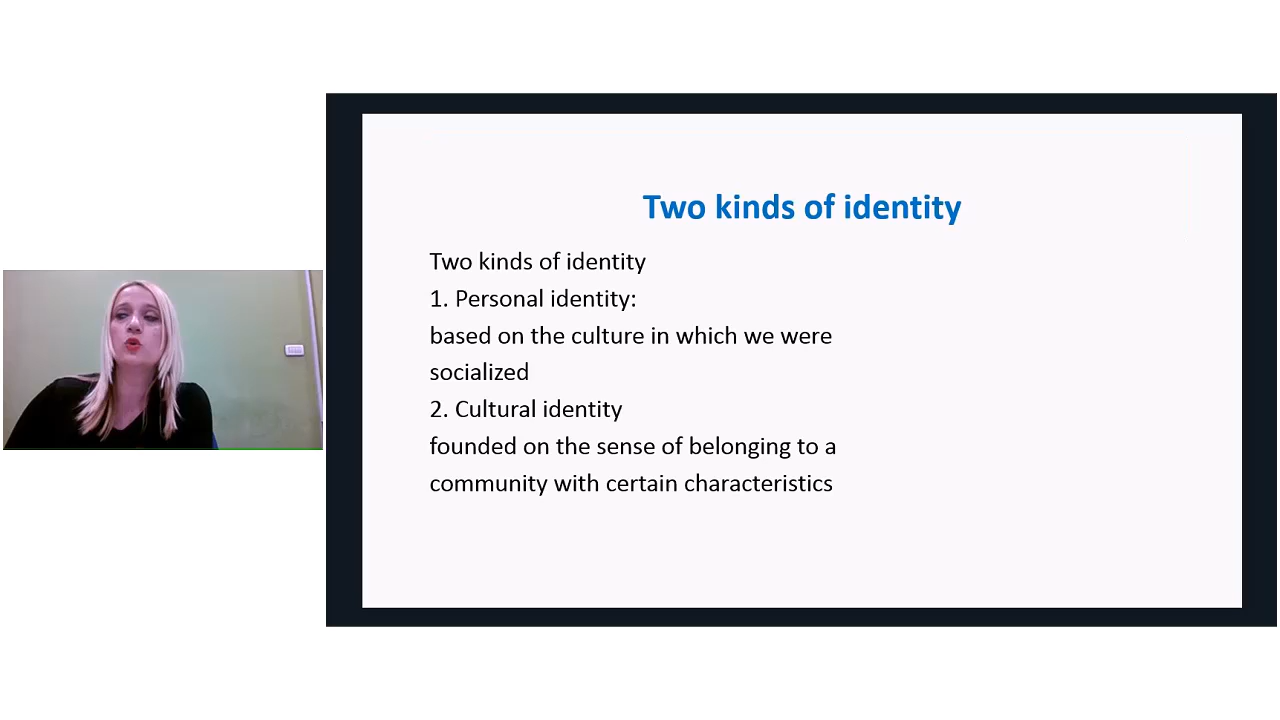 Two kinds of identity
Two kinds of identity
1. Personal identity:
based on the culture in which we were
socialized
2. Cultural identity
founded on the sense of belonging to a
community with certain characteristics